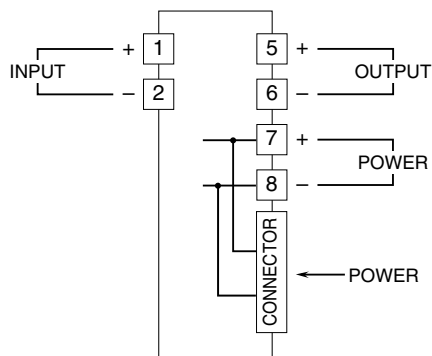 INPUT
+ 1
– 2
5 +
6 –
OUTPUT
7 +
8 –
POWER
CONNECTOR
POWER